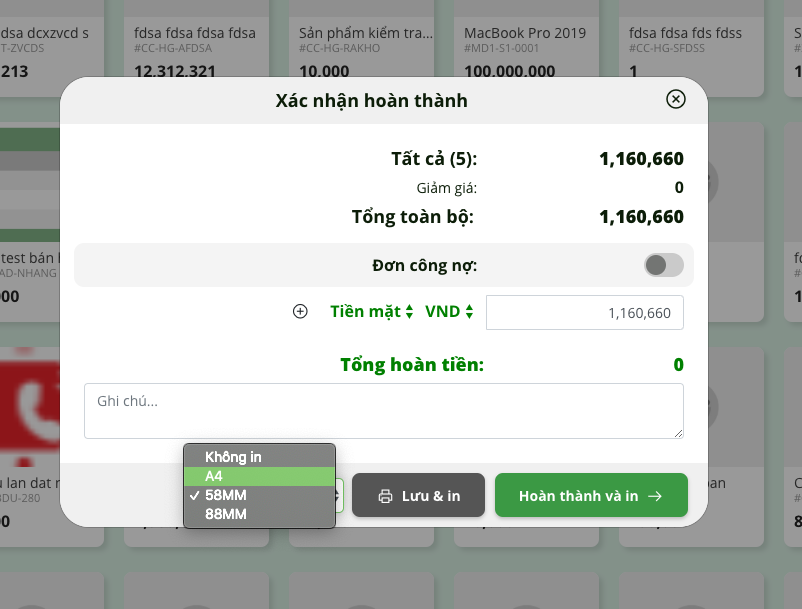 dsa dcxzvcd s
T-ZVCDS
213
fdsa fdsa fdsa fdsa
#CC-HG-AFDSA
12,312,321
Sản phẩm kiểm tra...
#CC-HG-RAKHO
10,000
MacBook Pro 2019
#MD1-S1-0001
100,000,000
fdsa fdsa fds fdss
#CC-HG-SFDSS
1
Xác nhận hoàn thành
Tất cả (5): 1,160,660
Giảm giá: 0
Tổng toàn bộ: 1,160,660
test bán
AD-NHANG
00
Đơn công nợ:
Tiền mặt VND 1,160,660
Tổng hoàn tiền: 0
Ghi chú...
lan dat
BDU-280
0
Không in
A4
✓ 58MM
88MM
Lưu & in
Hoàn thành và in →